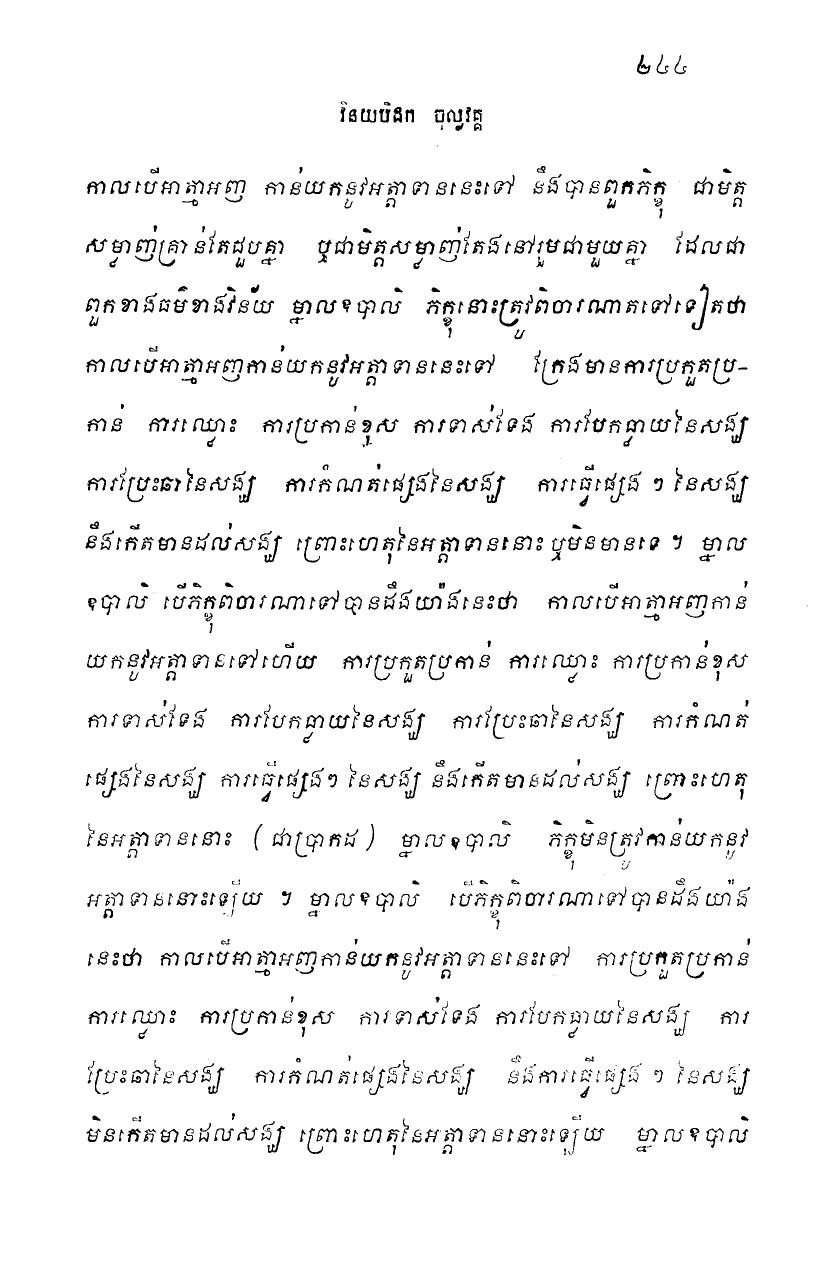 ២៤៤
វិនយបិដក ចុល្លវគ្គ
កាលបើអាត្មាអញ កាន់យកនូវអត្តាទាននេះទៅ នឹងបានពួកភិក្ខុ ជាមិត្ត
សម្លាញ់គ្រាន់តែជួបគ្នា ឬជាមិត្តសម្លាញ់តែងនៅរួមជាមួយគ្នា ដែលជា
ពួកខាងធម៌ខាងវិន័យ ម្នាលឧបាលិ ភិក្ខុនោះត្រូវពិចារណាតទៅទៀតថា
កាលបើអាត្មាអញកាន់យកនូវអត្តាទាននេះទៅ ក្រែងមានការប្រកួតប្រ-
កាន់ ការឈ្លោះ ការប្រកាន់ខុស ការទាស់ទែង ការបែកធ្លាយនៃសង្ឃ
ការប្រែះឆានៃសង្ឃ ការកំណត់ផ្សេងនៃសង្ឃ ការធ្វើផ្សេង ៗ នៃសង្ឃ
នឹងកើតមានដល់សង្ឃ ព្រោះហេតុនៃអត្តាទាននោះ ឬមិនមានទេ ។ ម្នាល
ឧបាលិ បើភិក្ខុពិចារណាទៅបានដឹងយ៉ាងនេះថា កាលបើអាត្មាអញកាន់
យកនូវអត្តាទានទៅហើយ ការប្រកួតប្រកាន់ ការឈ្លោះ ការប្រកាន់ខុស
ការទាស់ទែង ការបែកធ្លាយនៃសង្ឃ ការប្រែះឆានៃសង្ឃ ការកំណត់
ផ្សេងនៃសង្ឃ ការធ្វើផ្សេងៗ នៃសង្ឃ នឹងកើតមានដល់សង្ឃ ព្រោះហេតុ
នៃអត្តាទាននោះ (ជាប្រាកដ) ម្នាលឧបាលិ ភិក្ខុមិនត្រូវកាន់យកនូវ
អត្តាទាននោះឡើយ ។ ម្នាលឧបាលិ បើភិក្ខុពិចារណាទៅបានដឹងយ៉ាង
នេះថា កាលបើអាត្មាអញកាន់យកនូវអត្តាទាននេះទៅ ការប្រកួតប្រកាន់
ការឈ្លោះ ការប្រកាន់ខុស ការទាស់ទែង ការបែកធ្លាយនៃសង្ឃ ការ
ប្រែះឆានៃសង្ឃ ការកំណត់ផ្សេងនៃសង្ឃ នឹងការធ្វើផ្សេង ៗ នៃសង្ឃ
មិនកើតមានដល់សង្ឃ ព្រោះហេតុនៃអត្តាទាននោះឡើយ ម្នាលឧបាលិ